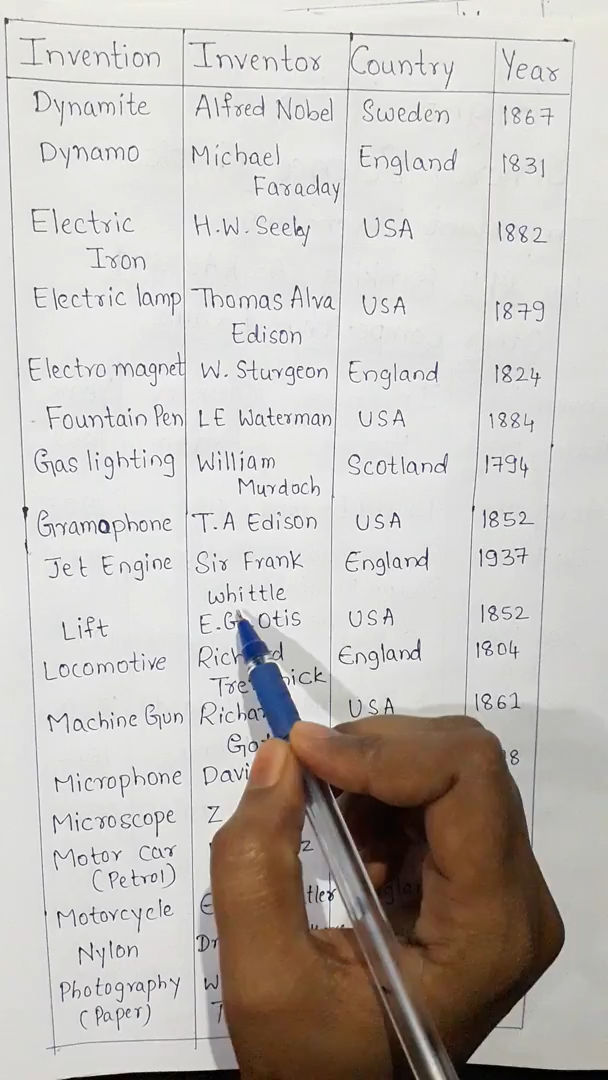 Invention Inventor Country Year
Dynamite Alfred Nobel Sweden 1867
Dynamo Michael England 1831
Faraday
Electric H.W. Seely USA 1882
Iron
Electric lamp Thomas Alva USA 1879
Edison
Electro magnet W. Sturgeon England 1824
Fountain Pen LE Waterman USA 1884
Gas lighting William Scotland 1794
Murdoch
Gramophone T.A Edison USA 1852
Jet Engine Sir Frank England 1937
Whittle
Lift E.G. Otis USA 1852
Locomotive England 1804
Machine Gun USA 1861
Microphone
Microscope Z
Motor car
(Petrol)
Motorcycle
Nylon
Photography
(Paper)